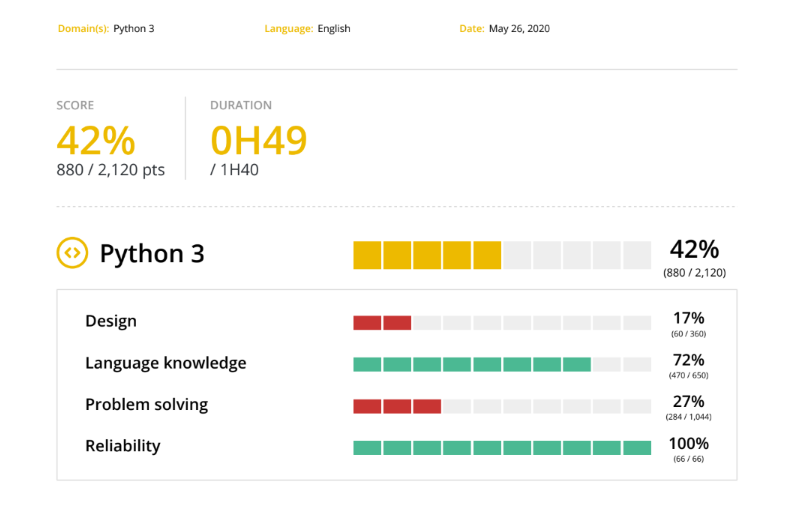 Domain(s): Python 3 Language: English Date: May 26, 2020
SCORE DURATION
42% 0H49
880 / 2,120 pts / 1H40
Python 3 42%
(880 / 2,120)
Design 17%
(60 / 360)
Language knowledge 72%
(470 / 650)
Problem solving 27%
(284 / 1,044)
Reliability 100%
(66 / 66)